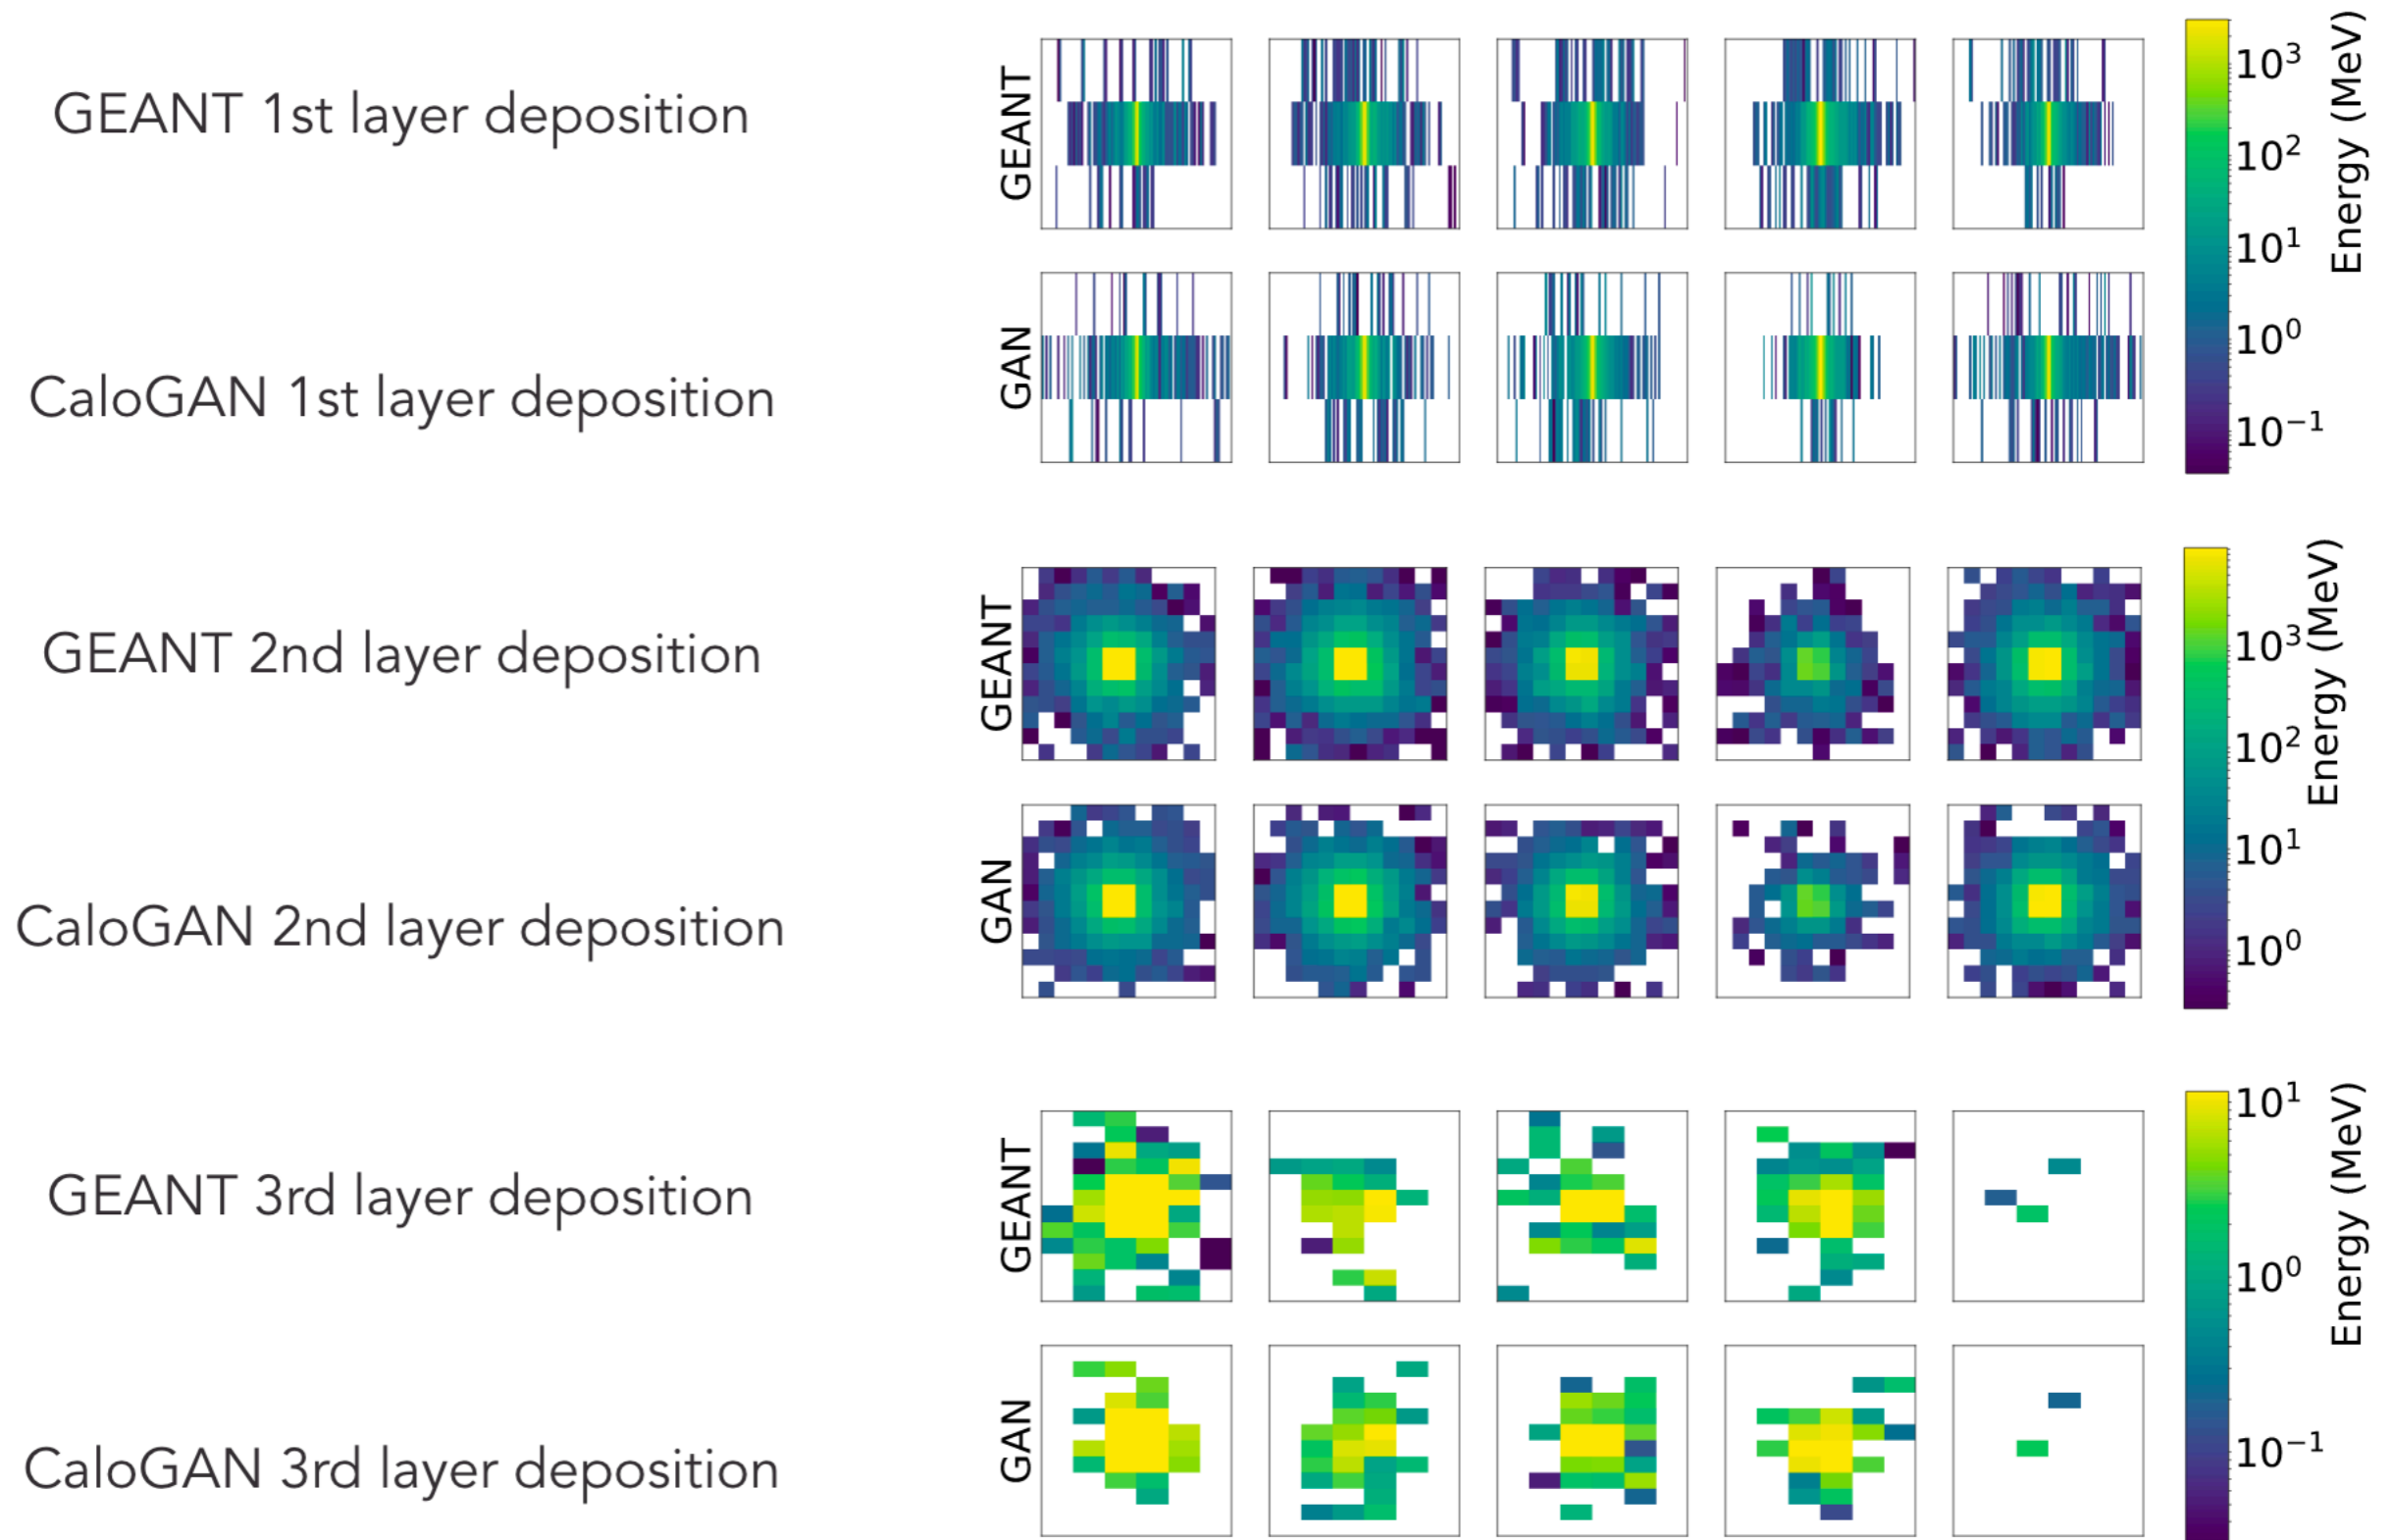 GEANT 1st layer deposition
GEANT
10³
10²
10¹
10⁰
10⁻¹
Energy (MeV)
CaloGAN 1st layer deposition
GAN
GEANT 2nd layer deposition
GEANT
10³
10²
10¹
10⁰
Energy (MeV)
CaloGAN 2nd layer deposition
GAN
GEANT 3rd layer deposition
GEANT
10¹
10⁰
10⁻¹
Energy (MeV)
CaloGAN 3rd layer deposition
GAN